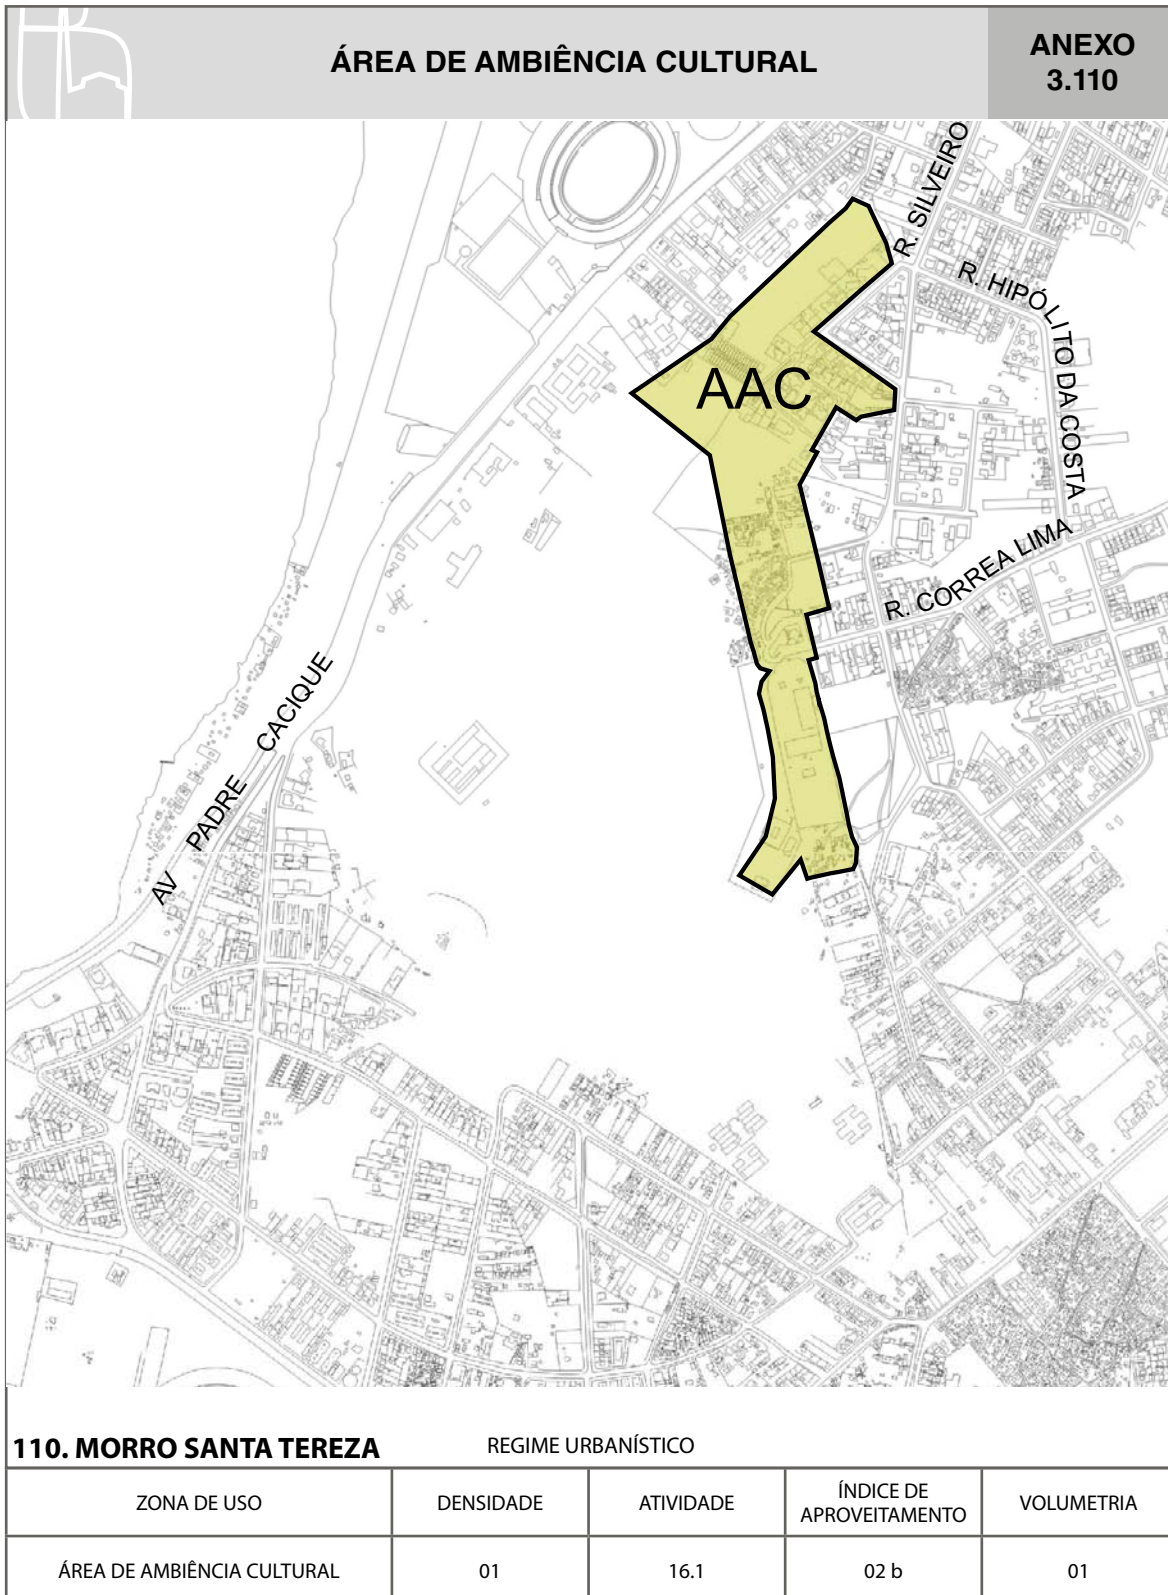 ÁREA DE AMBIÊNCIA CULTURAL
ANEXO
3.110
R. SILVEIRO
R. HIPÓLITO DA COSTA
AAC
R. CORREA LIMA
AV PADRE CACIQUE
110. MORRO SANTA TEREZA
REGIME URBANÍSTICO
ZONA DE USO
DENSIDADE
ATIVIDADE
ÍNDICE DE
APROVEITAMENTO
VOLUMETRIA
ÁREA DE AMBIÊNCIA CULTURAL
01
16.1
02 b
01